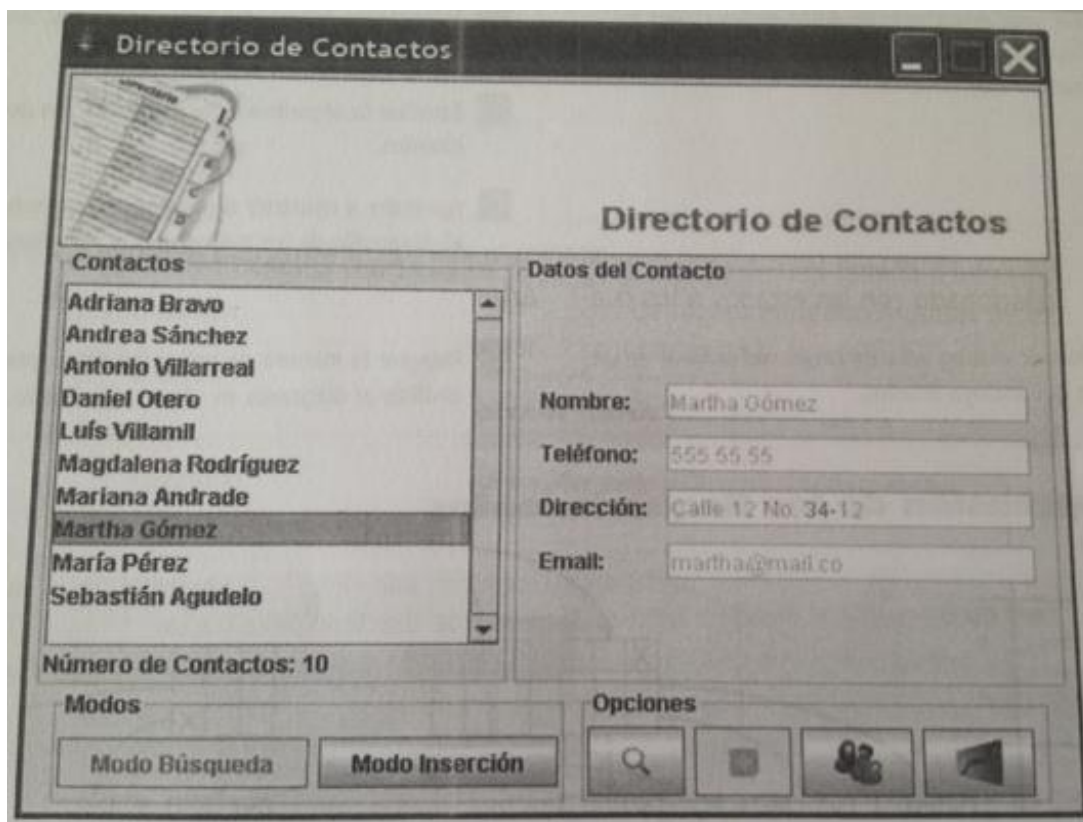 Directorio de Contactos
Directorio de Contactos
Contactos
Adriana Bravo
Andrea Sánchez
Antonio Villarreal
Daniel Otero
Luís Villamil
Magdalena Rodríguez
Mariana Andrade
Martha Gómez
María Pérez
Sebastián Agudelo
Número de Contactos: 10
Datos del Contacto
Nombre: Martha Gómez
Teléfono: 555 55 55
Dirección: Calle 12 No. 34-12
Email: martha@mail.co
Modos
Modo Búsqueda
Modo Inserción
Opciones